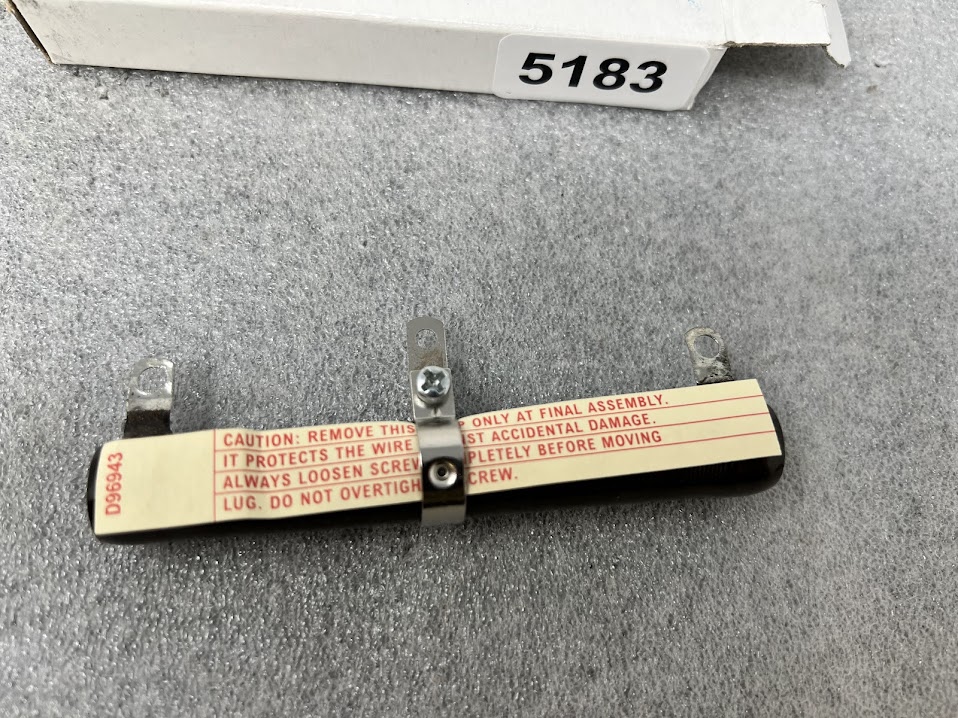 5183
D96943
CAUTION: REMOVE THIS P ONLY AT FINAL ASSEMBLY.
IT PROTECTS THE WIRE ST ACCIDENTAL DAMAGE.
ALWAYS LOOSEN SCREW PLETELY BEFORE MOVING
LUG. DO NOT OVERTIGH CREW.